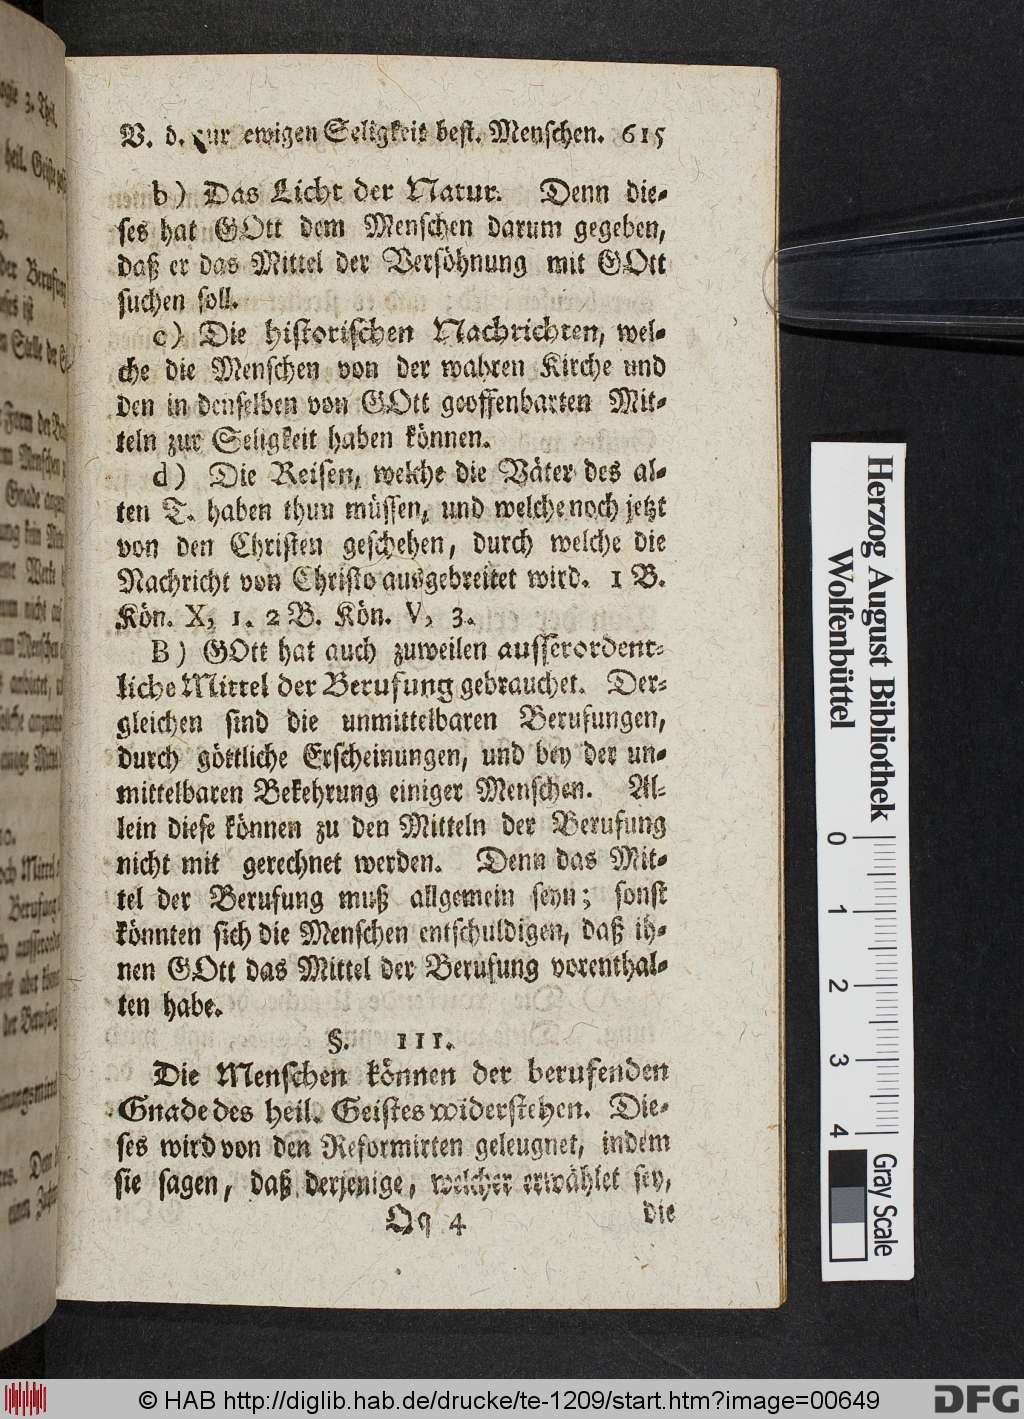 V. d. zur ewigen Seligkeit best. Menschen. 615
b) Das Licht der Natur. Denn die-
ses hat GOtt dem Menschen darum gegeben,
daß er das Mittel der Versöhnung mit GOtt
suchen soll.
c) Die historischen Nachrichten, wel-
che die Menschen von der wahren Kirche und
den in denselben von GOtt geoffenbarten Mit-
teln zur Seligkeit haben können.
d) Die Reisen, welche die Väter des al-
ten T. haben thun müssen, und welche noch jetzt
von den Christen geschehen, durch welche die
Nachricht von Christo ausgebreitet wird. 1 B.
Kön. X, 1. 2 B. Kön. V, 3.
B) GOtt hat auch zuweilen ausserordent-
liche Mittel der Berufung gebrauchet. Der-
gleichen sind die unmittelbaren Berufungen,
durch göttliche Erscheinungen, und bey der un-
mittelbaren Bekehrung einiger Menschen. Al-
lein diese können zu den Mitteln der Berufung
nicht mit gerechnet werden. Denn das Mit-
tel der Berufung muß allgemein seyn; sonst
könnten sich die Menschen entschuldigen, daß ih-
nen GOtt das Mittel der Berufung vorenthal-
ten habe.
§. 111.
Die Menschen können der berufenden
Gnade des heil. Geistes widerstehen. Die-
ses wird von den Reformirten geleugnet, indem
sie sagen, daß derjenige, welcher erwählet sey,
Qq 4 die
Herzog August Bibliothek
Wolfenbüttel
0 1 2 3 4
Gray Scale
© HAB http://diglib.hab.de/drucke/te-1209/start.htm?image=00649
DFG